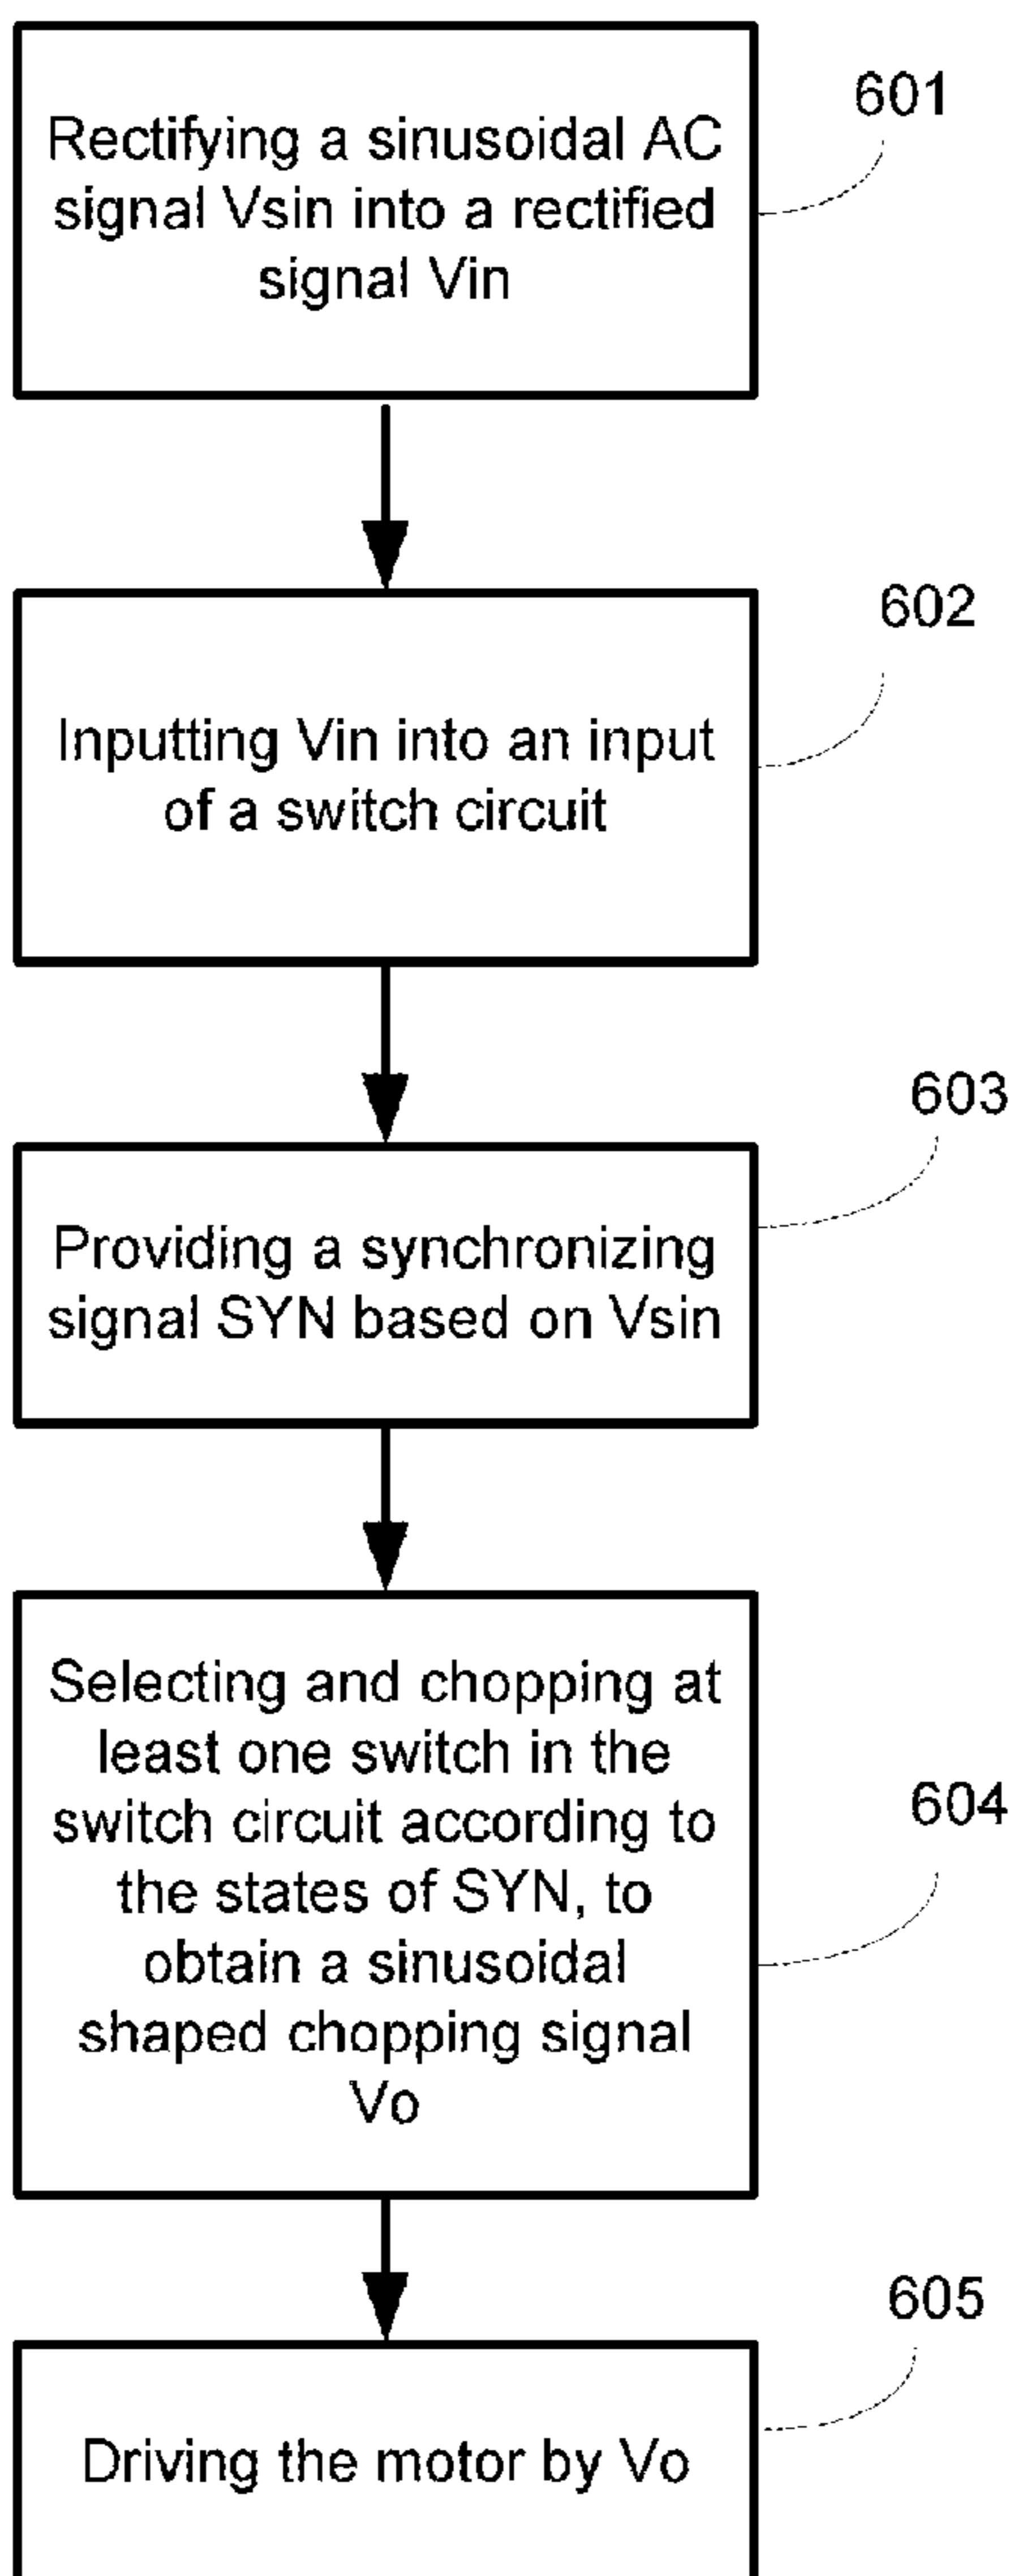 Rectifying a sinusoidal AC
signal Vsin into a rectified
signal Vin
601
Inputting Vin into an input
of a switch circuit
602
Providing a synchronizing
signal SYN based on Vsin
603
Selecting and chopping at
least one switch in the
switch circuit according to
the states of SYN, to
obtain a sinusoidal
shaped chopping signal
Vo
604
Driving the motor by Vo
605